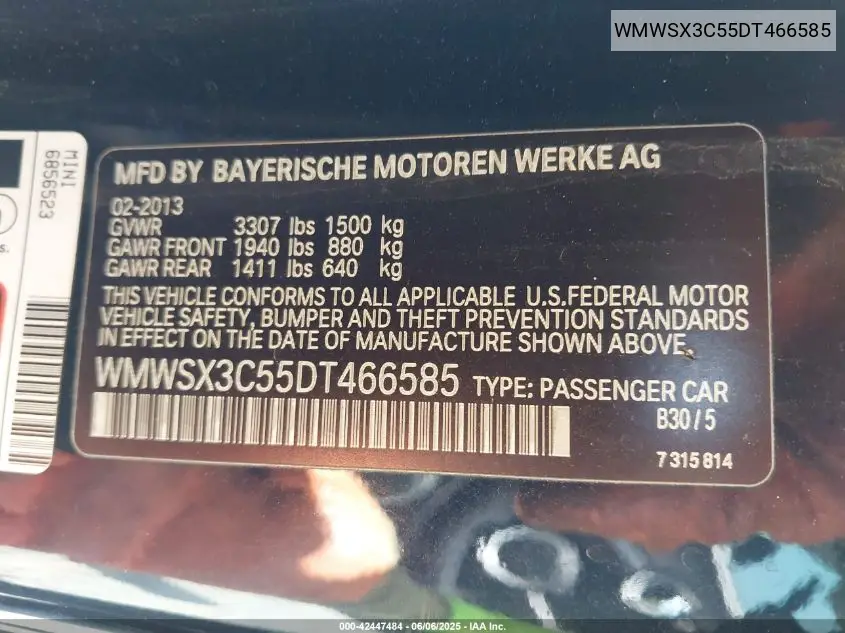 WMWSX3C55DT466585
MINI
6856523
s.
MFD BY BAYERISCHE MOTOREN WERKE AG
02-2013
GVWR 3307 lbs 1500 kg
GAWR FRONT 1940 lbs 880 kg
GAWR REAR 1411 lbs 640 kg
THIS VEHICLE CONFORMS TO ALL APPLICABLE U.S.FEDERAL MOTOR
VEHICLE SAFETY, BUMPER AND THEFT PREVENTION STANDARDS
IN EFFECT ON THE DATE OF MANUFACTURE SHOWN ABOVE.
WMWSX3C55DT466585 TYPE: PASSENGER CAR
B30/5
7315814
000-42447484 - 06/06/2025 - IAA Inc.